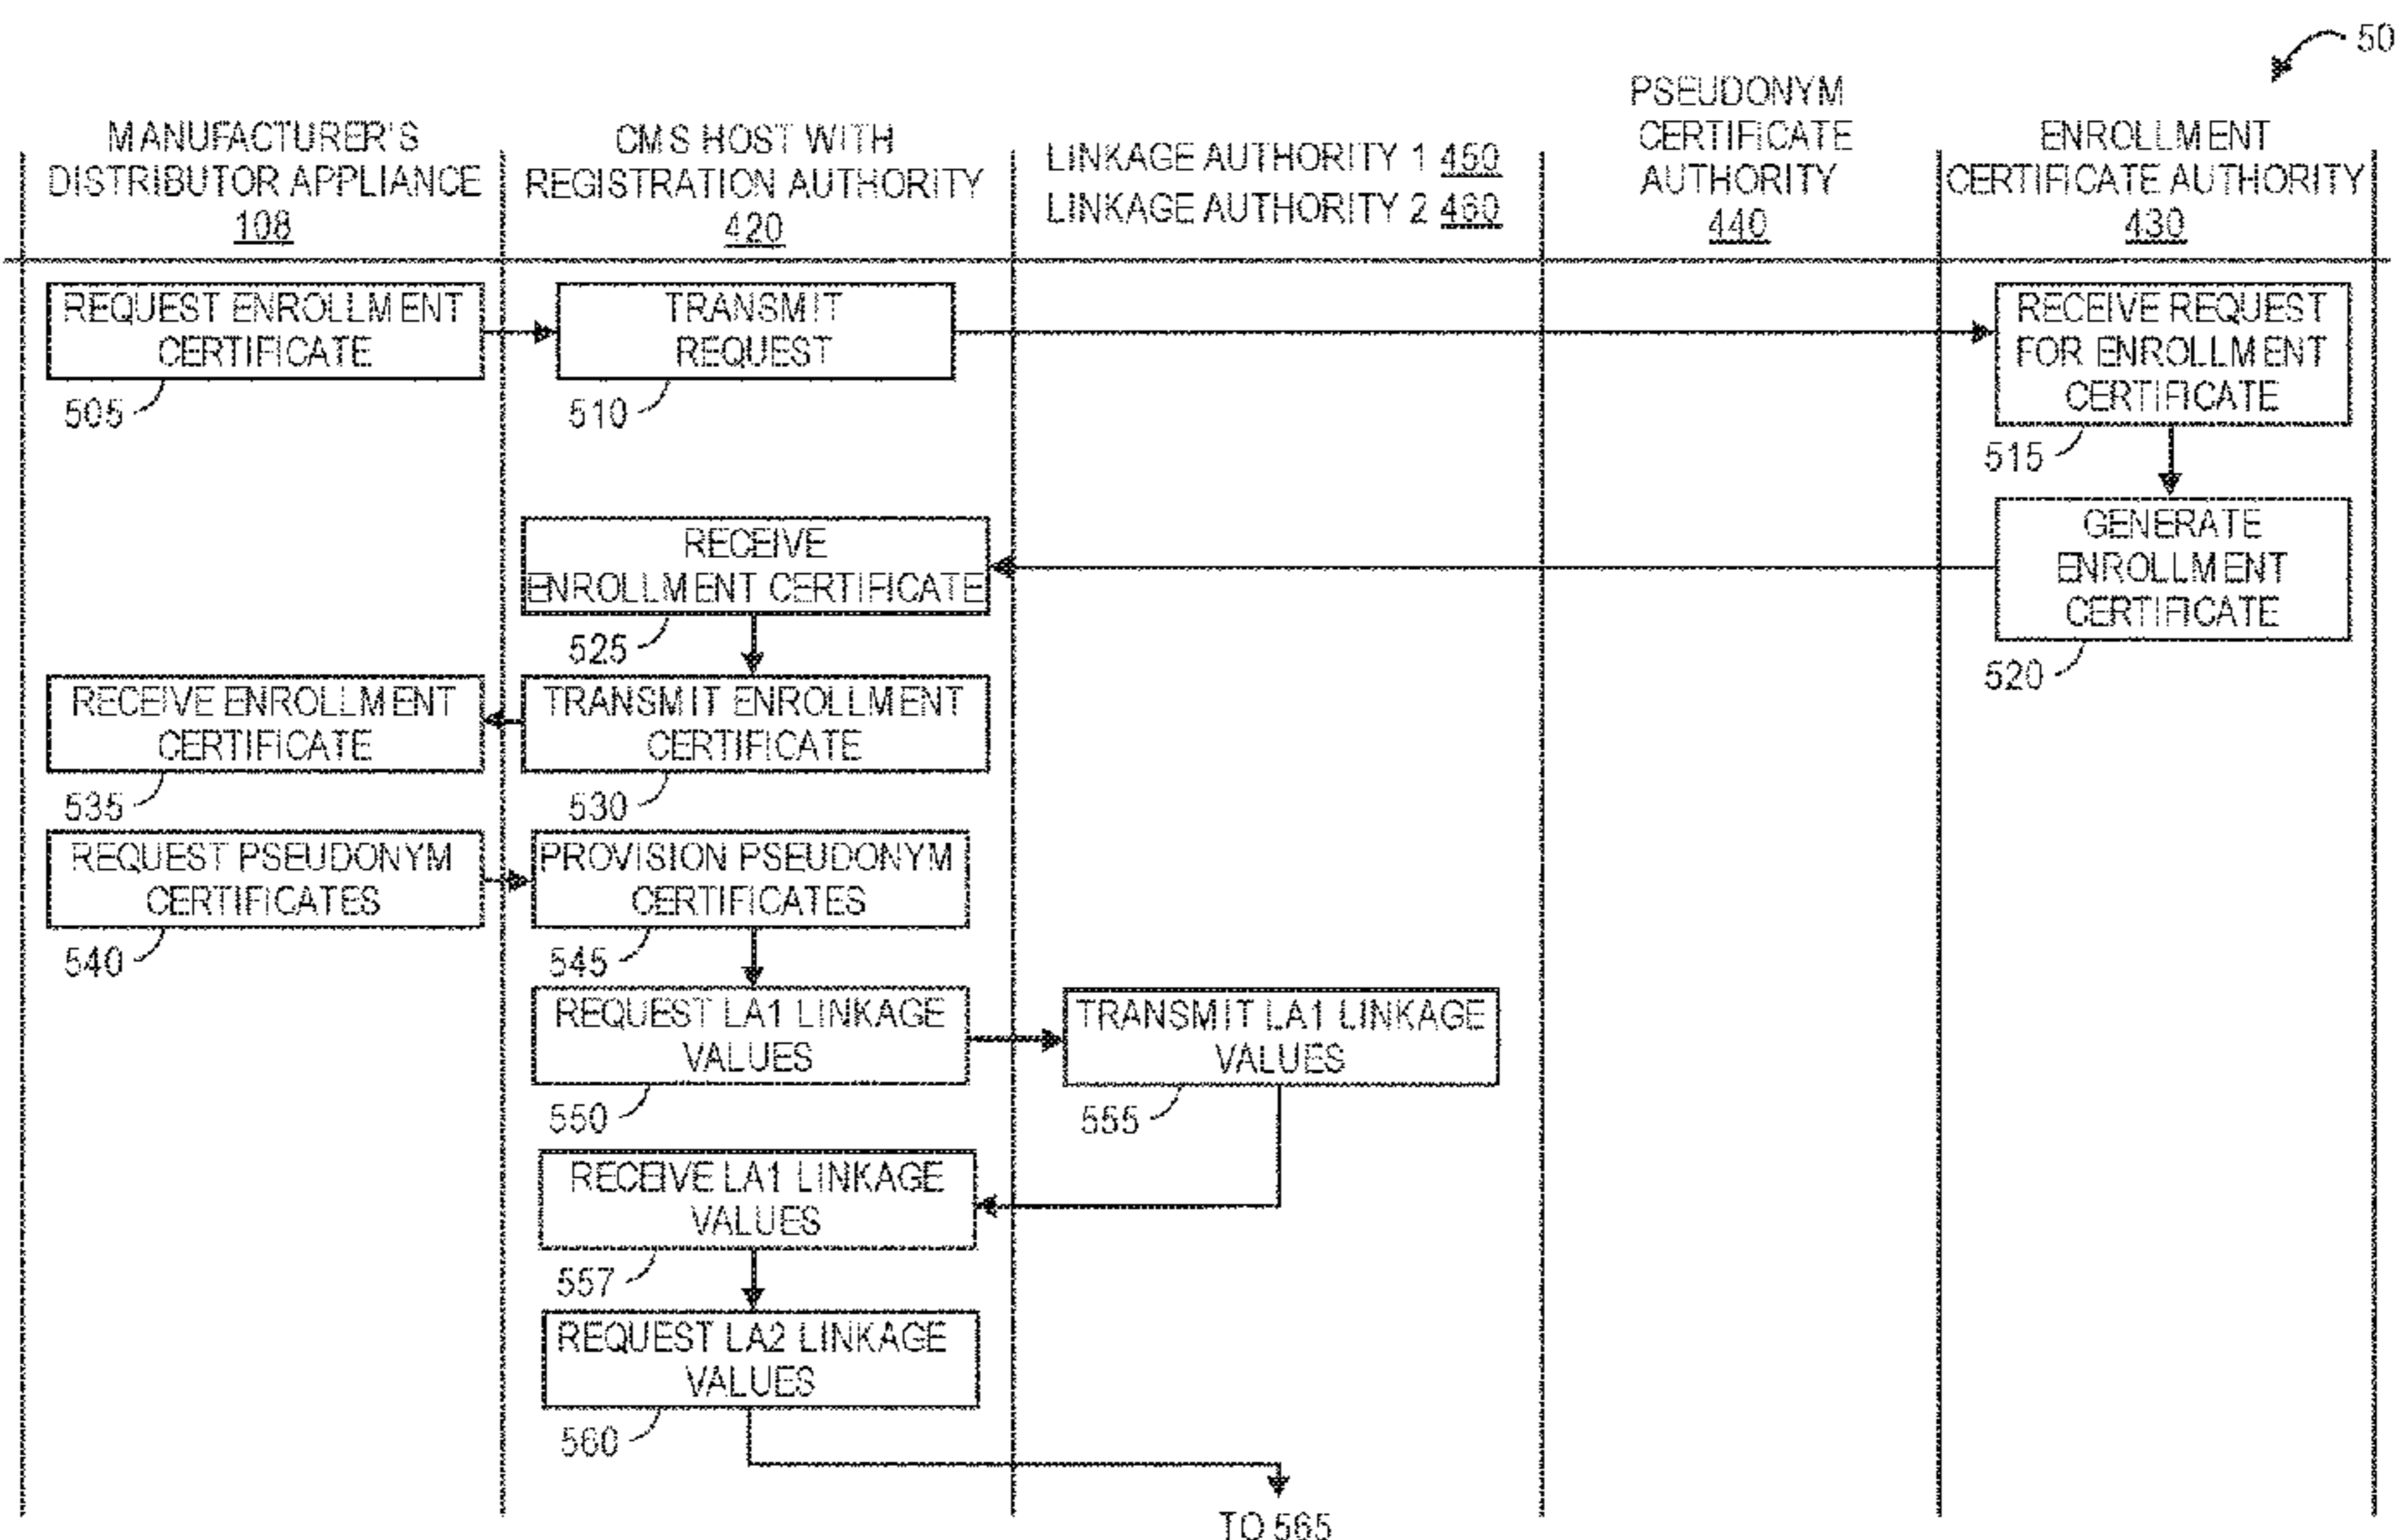 50
MANUFACTURER'S
DISTRIBUTOR APPLIANCE
108
CMS HOST WITH
REGISTRATION AUTHORITY
420
LINKAGE AUTHORITY 1 450
LINKAGE AUTHORITY 2 460
PSEUDONYM
CERTIFICATE
AUTHORITY
440
ENROLLMENT
CERTIFICATE AUTHORITY
430
REQUEST ENROLLMENT
CERTIFICATE
505
TRANSMIT
REQUEST
510
RECEIVE REQUEST
FOR ENROLLMENT
CERTIFICATE
515
GENERATE
ENROLLMENT
CERTIFICATE
520
RECEIVE
ENROLLMENT CERTIFICATE
525
TRANSMIT ENROLLMENT
CERTIFICATE
530
RECEIVE ENROLLMENT
CERTIFICATE
535
REQUEST PSEUDONYM
CERTIFICATES
540
PROVISION PSEUDONYM
CERTIFICATES
545
REQUEST LA1 LINKAGE
VALUES
550
TRANSMIT LA1 LINKAGE
VALUES
555
RECEIVE LA1 LINKAGE
VALUES
557
REQUEST LA2 LINKAGE
VALUES
560
TO 565